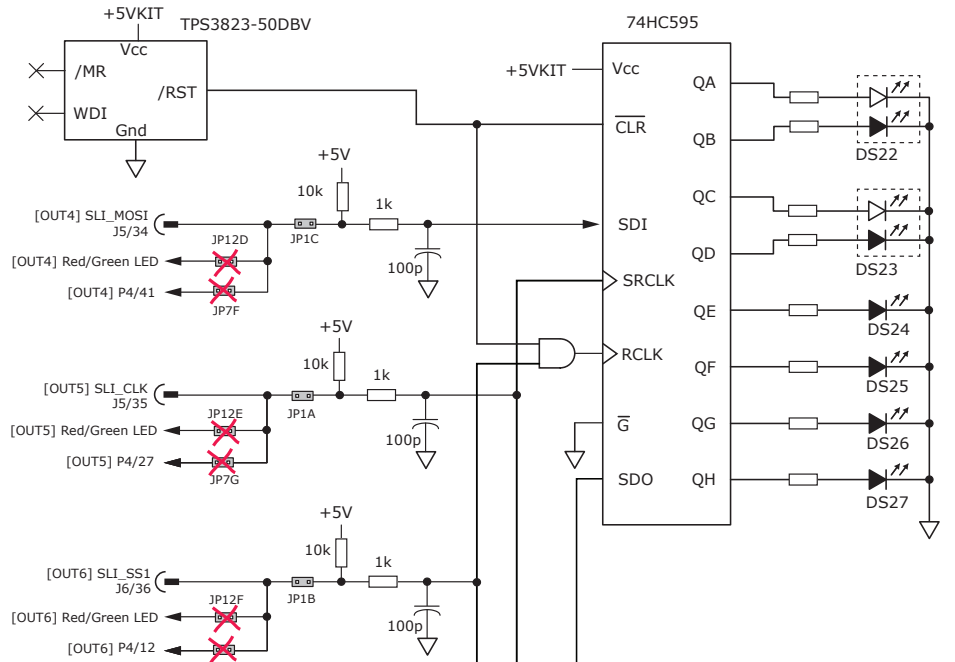 +5VKIT
TPS3823-50DBV
Vcc
/MR
/RST
WDI
Gnd
74HC595
+5VKIT
Vcc
QA
CLR
QB
DS22
QC
SDI
QD
DS23
SRCLK
QE
DS24
RCLK
QF
DS25
G
QG
DS26
SDO
QH
DS27
+5V
10k
1k
[OUT4] SLI_MOSI
J5/34
JP1C
JP12D
[OUT4] Red/Green LED
100p
[OUT4] P4/41
JP7F
+5V
10k
1k
[OUT5] SLI_CLK
J5/35
JP1A
JP12E
[OUT5] Red/Green LED
100p
[OUT5] P4/27
JP7G
+5V
10k
1k
[OUT6] SLI_SS1
J6/36
JP1B
JP12F
[OUT6] Red/Green LED
100p
[OUT6] P4/12